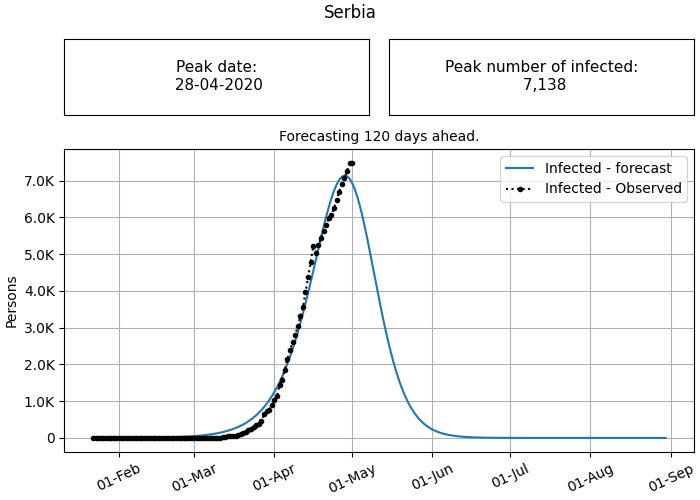 Serbia
Peak date:
28-04-2020
Peak number of infected:
7,138
Forecasting 120 days ahead.
Infected - forecast
Infected - Observed
Persons
7.0K
6.0K
5.0K
4.0K
3.0K
2.0K
1.0K
0
01-Feb
01-Mar
01-Apr
01-May
01-Jun
01-Jul
01-Aug
01-Sep